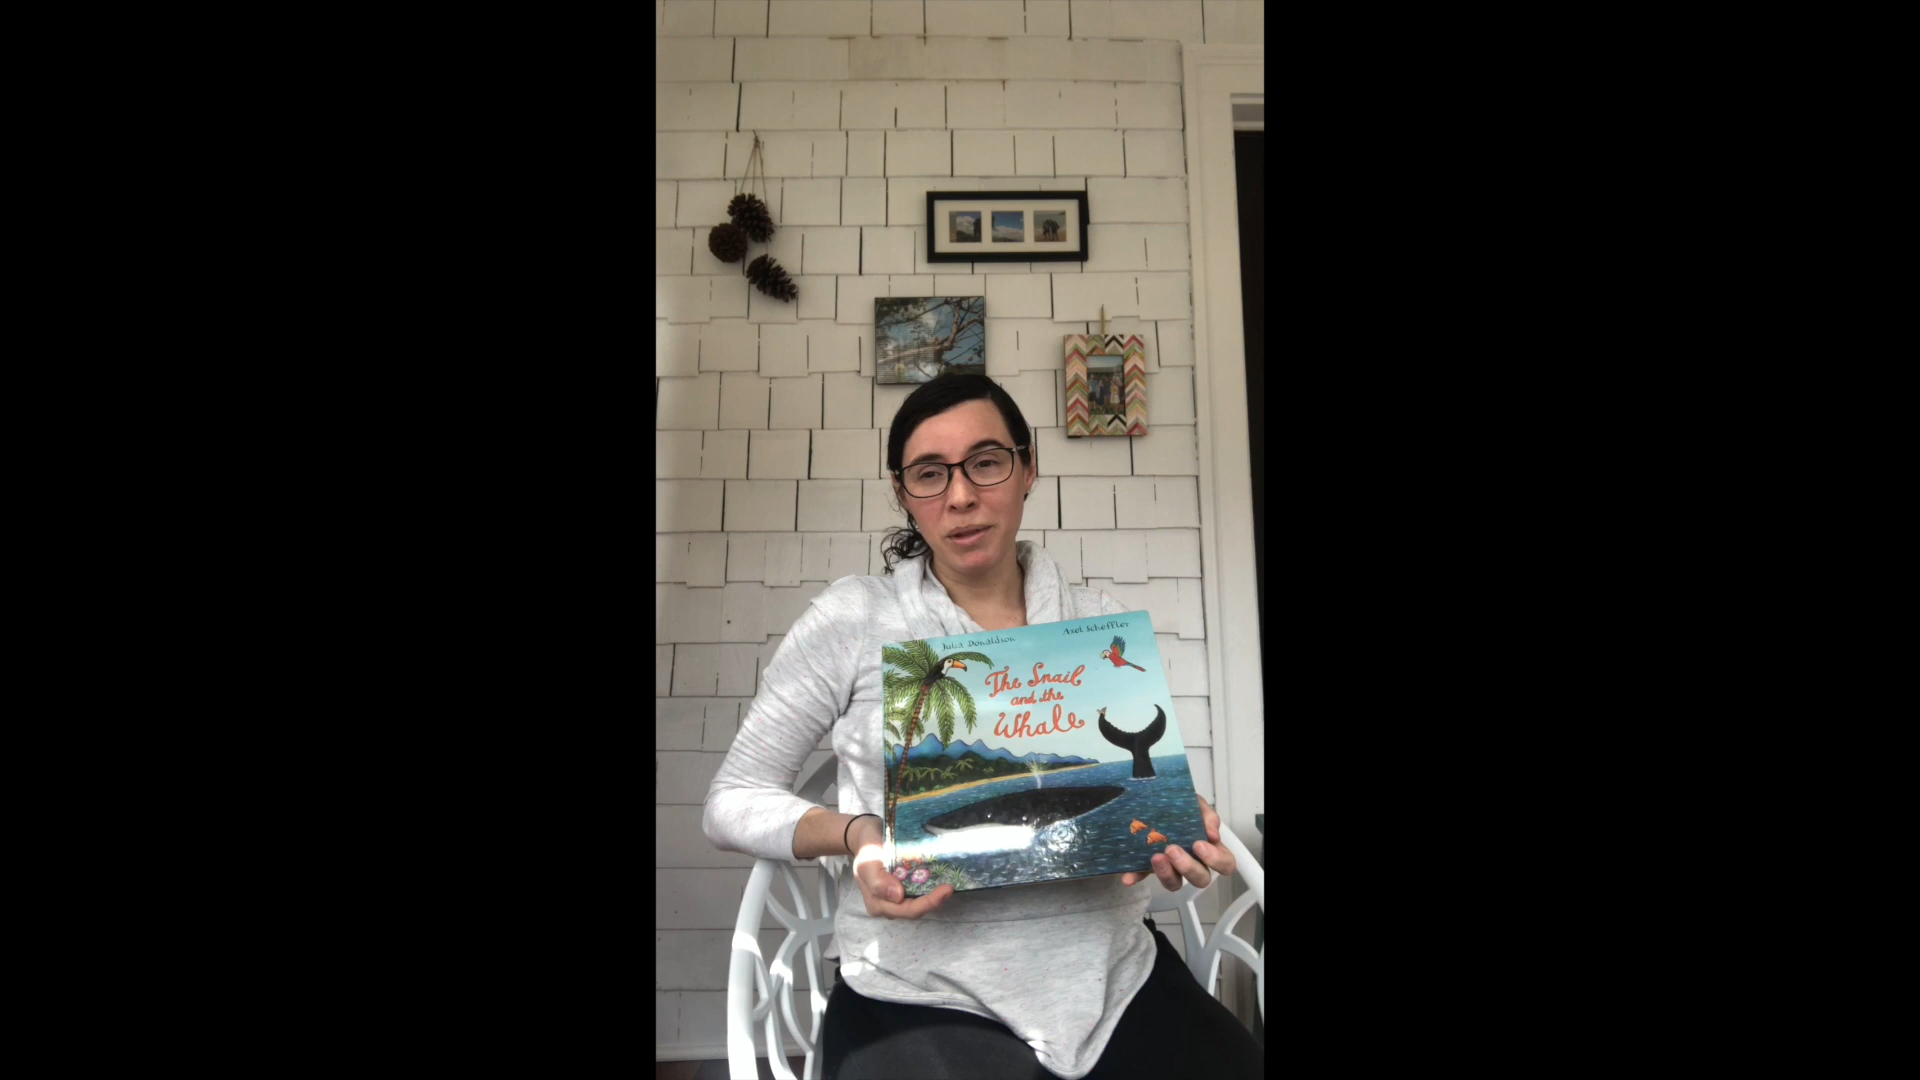 Julia Donaldson
Axel Scheffler
The Snail
and the
Whale